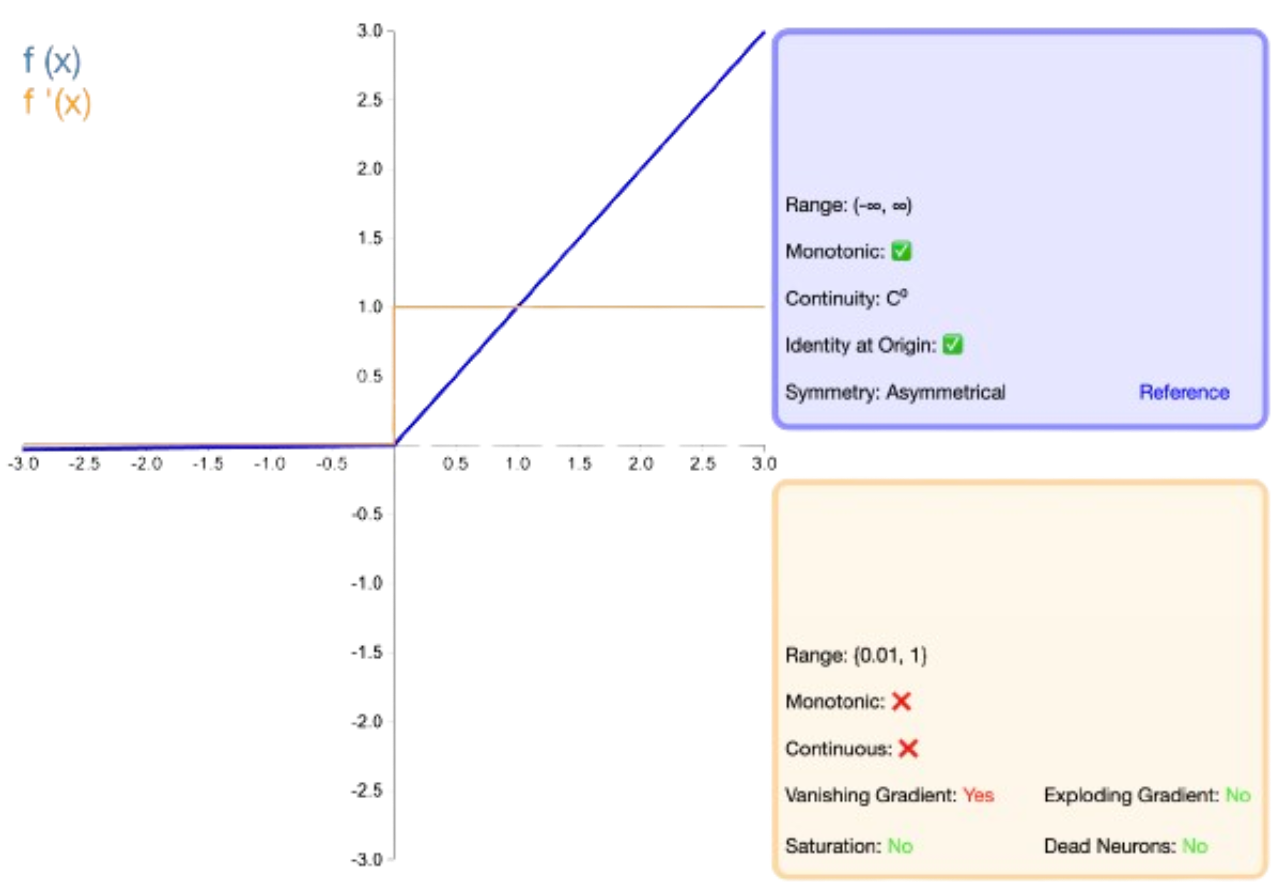 f (x)
f '(x)
3.0
2.5
2.0
1.5
1.0
0.5
-3.0 -2.5 -2.0 -1.5 -1.0 -0.5 0.5 1.0 1.5 2.0 2.5 3.0
-0.5
-1.0
-1.5
-2.0
-2.5
-3.0
Range: (-∞, ∞)
Monotonic: ✅
Continuity: C⁰
Identity at Origin: ✅
Symmetry: Asymmetrical Reference
Range: {0.01, 1}
Monotonic: ❌
Continuous: ❌
Vanishing Gradient: Yes Exploding Gradient: No
Saturation: No Dead Neurons: No